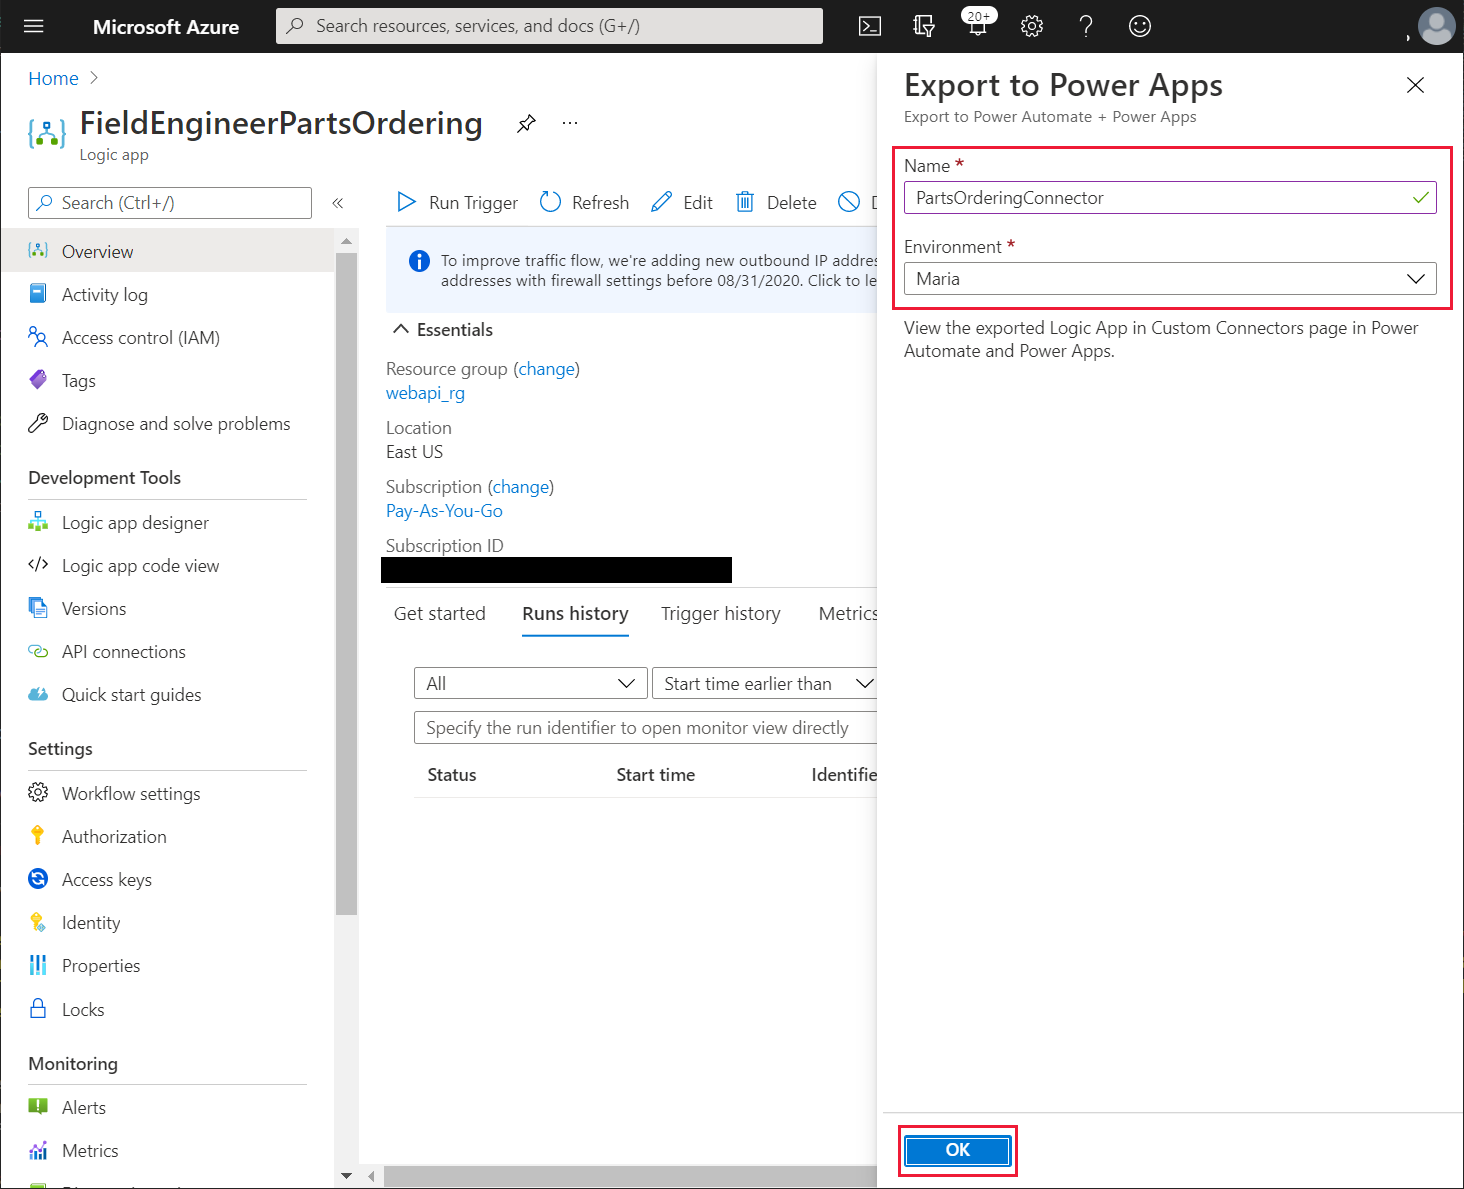 Microsoft Azure
Search resources, services, and docs (G+/)
20+
Home
FieldEngineerPartsOrdering
Logic app
Search (Ctrl+/)
Overview
Activity log
Access control (IAM)
Tags
Diagnose and solve problems
Development Tools
Logic app designer
Logic app code view
Versions
API connections
Quick start guides
Settings
Workflow settings
Authorization
Access keys
Identity
Properties
Locks
Monitoring
Alerts
Metrics
Run Trigger
Refresh
Edit
Delete
To improve traffic flow, we're adding new outbound IP addre
addresses with firewall settings before 08/31/2020. Click to le
Essentials
Resource group (change)
webapi_rg
Location
East US
Subscription (change)
Pay-As-You-Go
Subscription ID
Get started Runs history Trigger history Metrics
All Start time earlier than
Specify the run identifier to open monitor view directly
Status Start time Identifie
Export to Power Apps
Export to Power Automate + Power Apps
Name *
PartsOrderingConnector
Environment *
Maria
View the exported Logic App in Custom Connectors page in Power
Automate and Power Apps.
OK